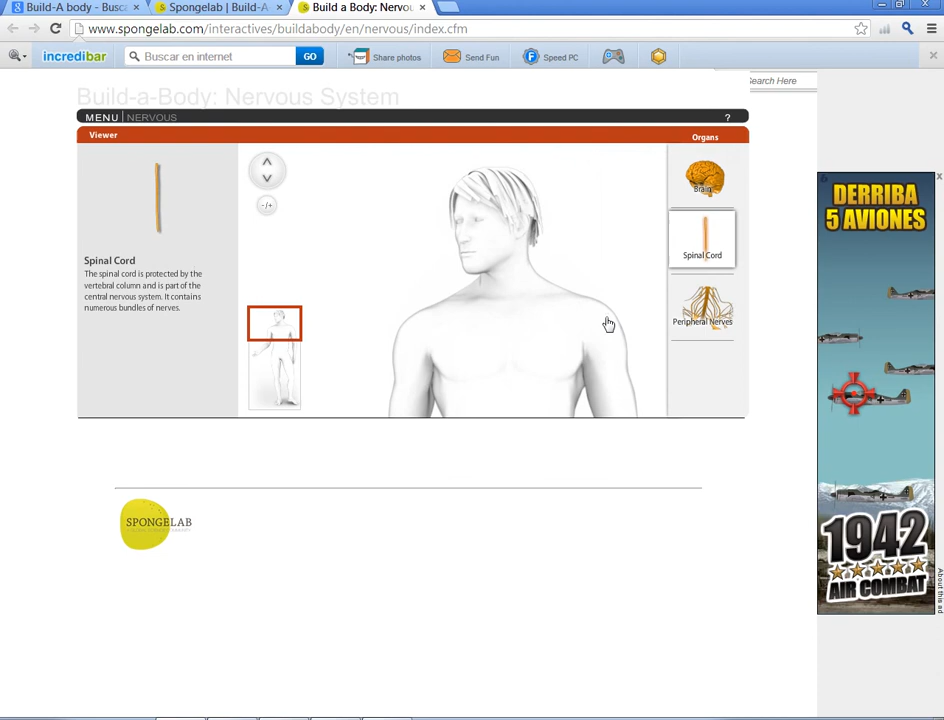 Build-A body - Busca
Spongelab | Build-A
Build a Body: Nervou
www.spongelab.com/interactives/buildabody/en/nervous/index.cfm
incredibar
Buscar en internet
GO
Share photos
Send Fun
Speed PC
Search Here
Build-a-Body: Nervous System
MENU | NERVOUS
?
Viewer
Organs
- / +
Brain
Spinal Cord
Peripheral Nerves
Spinal Cord
The spinal cord is protected by the
vertebral column and is part of the
central nervous system. It contains
numerous bundles of nerves.
SPONGELAB
DERRIBA
5 AVIONES
1942
AIR COMBAT
About this ad